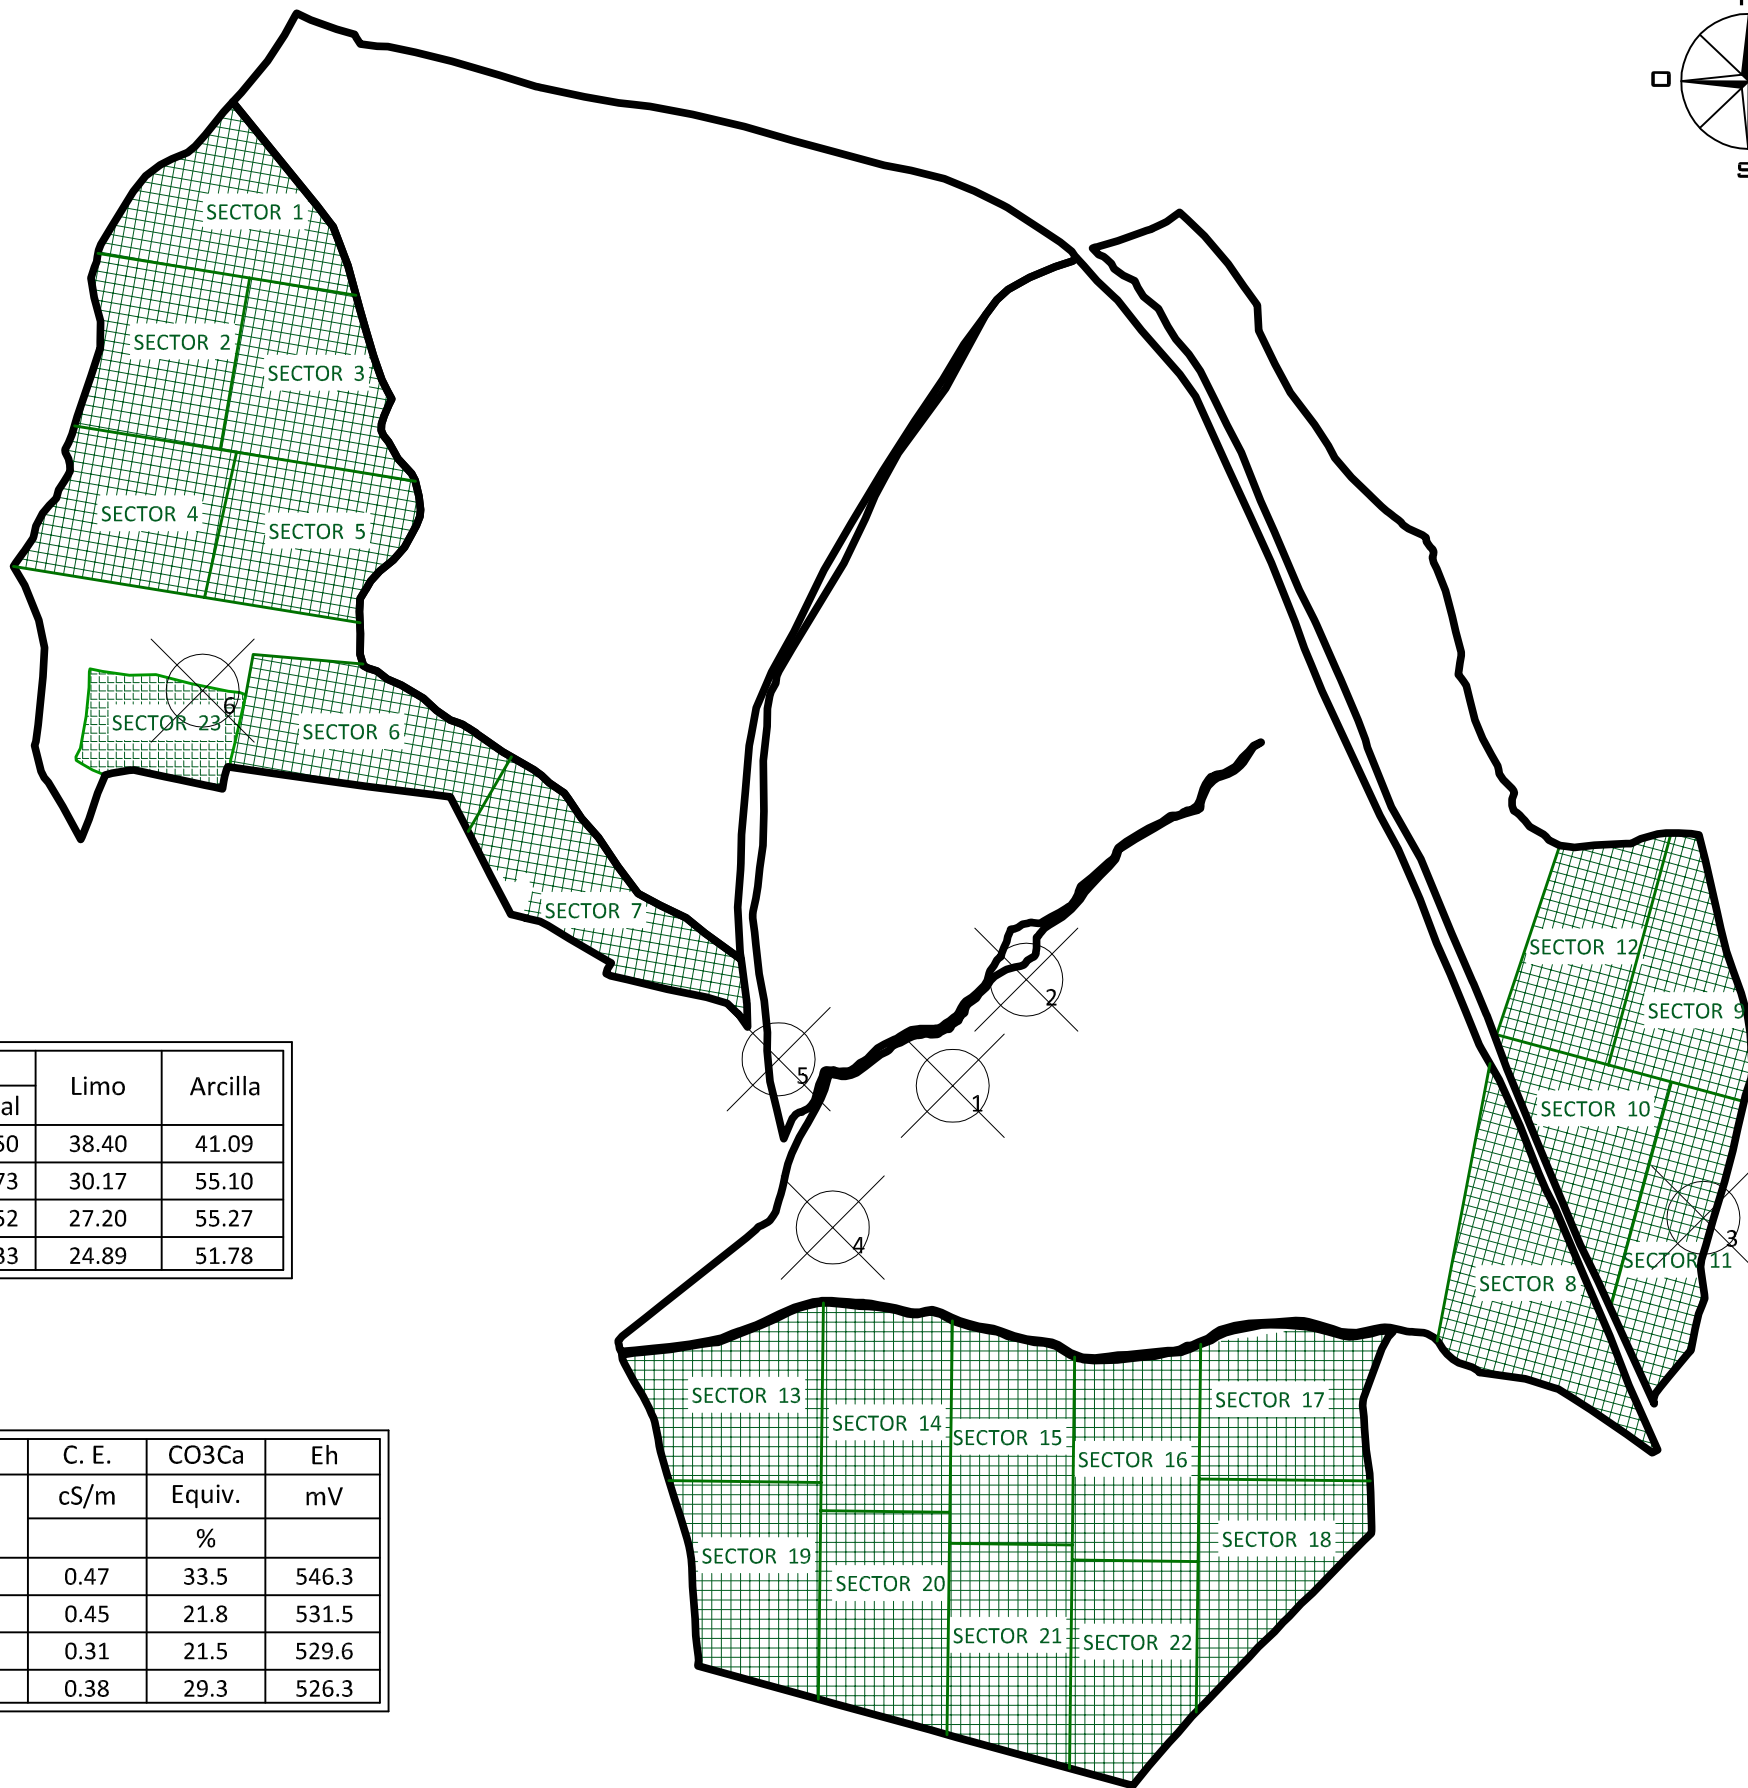 O
S
SECTOR 1
SECTOR 2
SECTOR 3
SECTOR 4
SECTOR 5
6
SECTOR 23
SECTOR 6
SECTOR 7
SECTOR 12
SECTOR 9
2
5
1
SECTOR 10
4
3
SECTOR 11
SECTOR 8
al Limo Arcilla
50 38.40 41.09
73 30.17 55.10
52 27.20 55.27
33 24.89 51.78
SECTOR 13
SECTOR 14
SECTOR 15
SECTOR 16
SECTOR 17
SECTOR 18
SECTOR 19
SECTOR 20
SECTOR 21
SECTOR 22
C. E. CO3Ca Eh
cS/m Equiv. mV
%
0.47 33.5 546.3
0.45 21.8 531.5
0.31 21.5 529.6
0.38 29.3 526.3